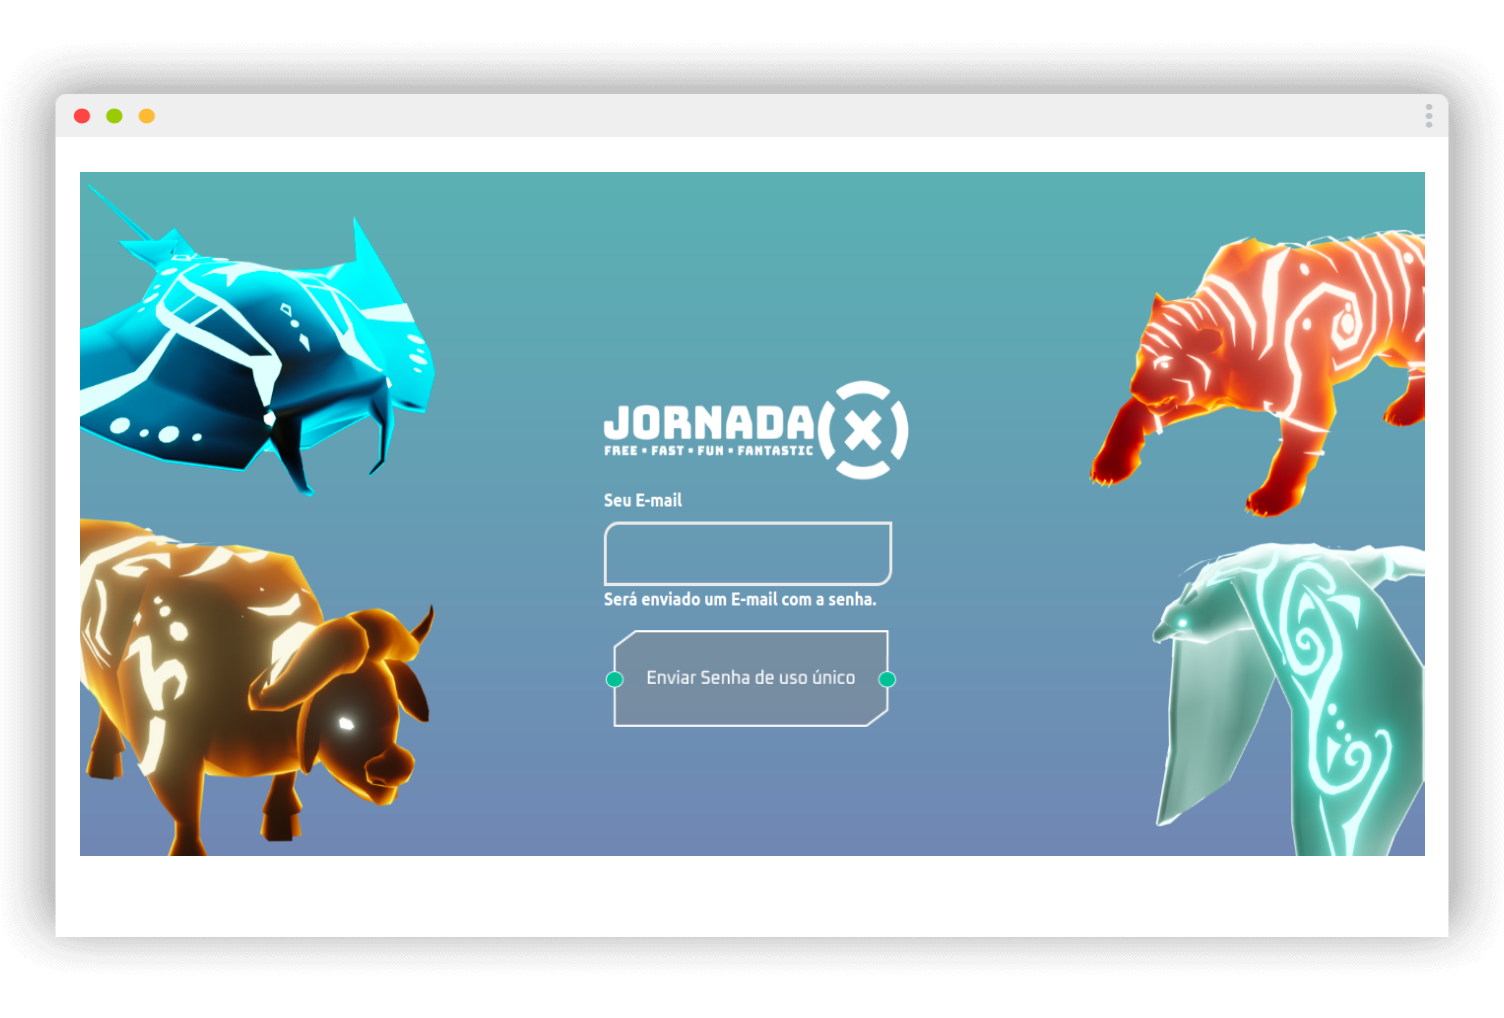 JORNADA X
FREE • FAST • FUN • FANTASTIC
Seu E-mail
Será enviado um E-mail com a senha.
Enviar Senha de uso único